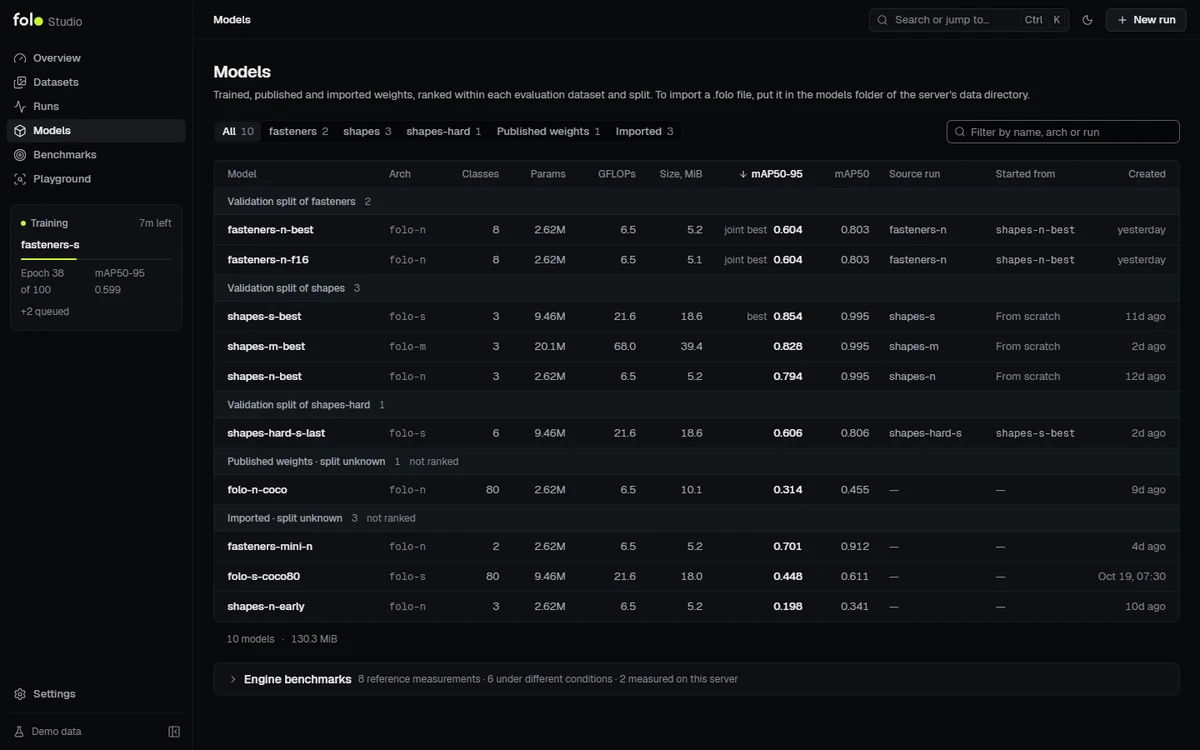 folo Studio
Models
Search or jump to... Ctrl K
New run
Overview
Datasets
Runs
Models
Benchmarks
Playground
Training 7m left
fasteners-s
Epoch 38 of 100
mAP50-95 0.599
+2 queued
Settings
Demo data
Models
Trained, published and imported weights, ranked within each evaluation dataset and split. To import a .folo file, put it in the models folder of the server's data directory.
All 10 fasteners 2 shapes 3 shapes-hard 1 Published weights 1 Imported 3
Filter by name, arch or run
Model Arch Classes Params GFLOPs Size, MiB ↓ mAP50-95 mAP50 Source run Started from Created
Validation split of fasteners 2
fasteners-n-best folo-n 8 2.62M 6.5 5.2 joint best 0.604 0.803 fasteners-n shapes-n-best yesterday
fasteners-n-f16 folo-n 8 2.62M 6.5 5.1 joint best 0.604 0.803 fasteners-n shapes-n-best yesterday
Validation split of shapes 3
shapes-s-best folo-s 3 9.46M 21.6 18.6 best 0.854 0.995 shapes-s From scratch 11d ago
shapes-m-best folo-m 3 20.1M 68.0 39.4 0.828 0.995 shapes-m From scratch 2d ago
shapes-n-best folo-n 3 2.62M 6.5 5.2 0.794 0.995 shapes-n From scratch 12d ago
Validation split of shapes-hard 1
shapes-hard-s-last folo-s 6 9.46M 21.6 18.6 0.606 0.806 shapes-hard-s shapes-s-best 2d ago
Published weights · split unknown 1 not ranked
folo-n-coco folo-n 80 2.62M 6.5 10.1 0.314 0.455 — — 9d ago
Imported · split unknown 3 not ranked
fasteners-mini-n folo-n 2 2.62M 6.5 5.2 0.701 0.912 — — 4d ago
folo-s-coco80 folo-s 80 9.46M 21.6 18.0 0.448 0.611 — — Oct 19, 07:30
shapes-n-early folo-n 3 2.62M 6.5 5.2 0.198 0.341 — — 10d ago
10 models · 130.3 MiB
Engine benchmarks 8 reference measurements · 6 under different conditions · 2 measured on this server